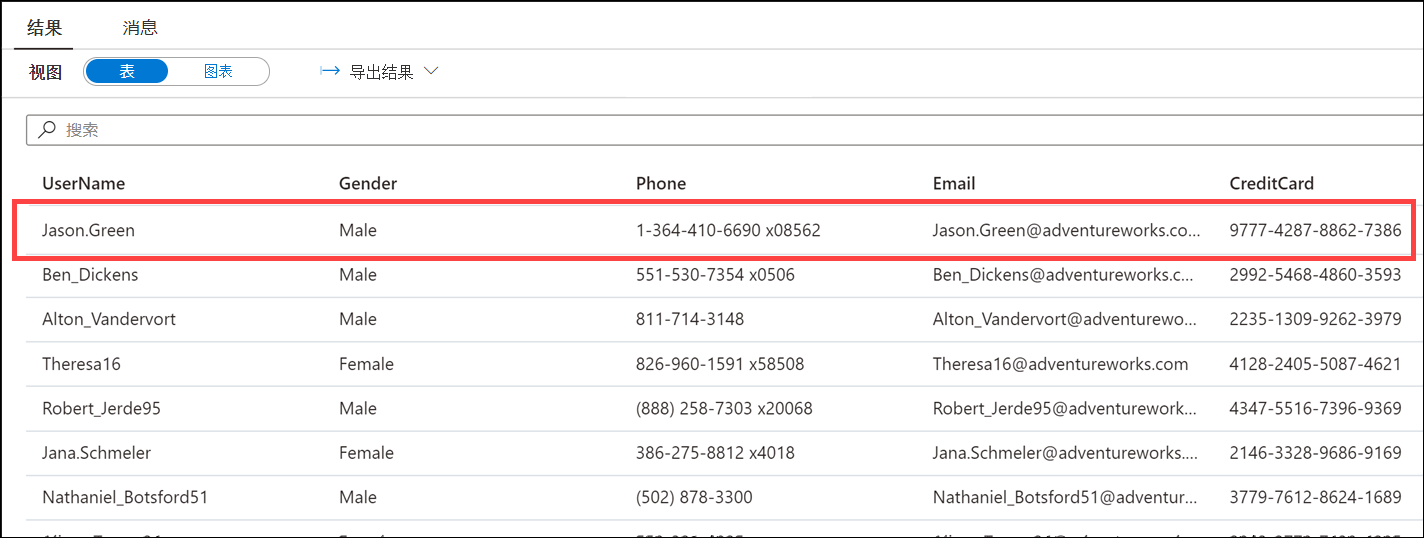 结果 消息
视图 表 图表 导出结果
搜索
UserName Gender Phone Email CreditCard
Jason.Green Male 1-364-410-6690 x08562 Jason.Green@adventureworks.co... 9777-4287-8862-7386
Ben_Dickens Male 551-530-7354 x0506 Ben_Dickens@adventureworks.c... 2992-5468-4860-3593
Alton_Vandervort Male 811-714-3148 Alton_Vandervort@adventurewo... 2235-1309-9262-3979
Theresa16 Female 826-960-1591 x58508 Theresa16@adventureworks.com 4128-2405-5087-4621
Robert_Jerde95 Male (888) 258-7303 x20068 Robert_Jerde95@adventurework... 4347-5516-7396-9369
Jana.Schmeler Female 386-275-8812 x4018 Jana.Schmeler@adventureworks.... 2146-3328-9686-9169
Nathaniel_Botsford51 Male (502) 878-3300 Nathaniel_Botsford51@adventur... 3779-7612-8624-1689